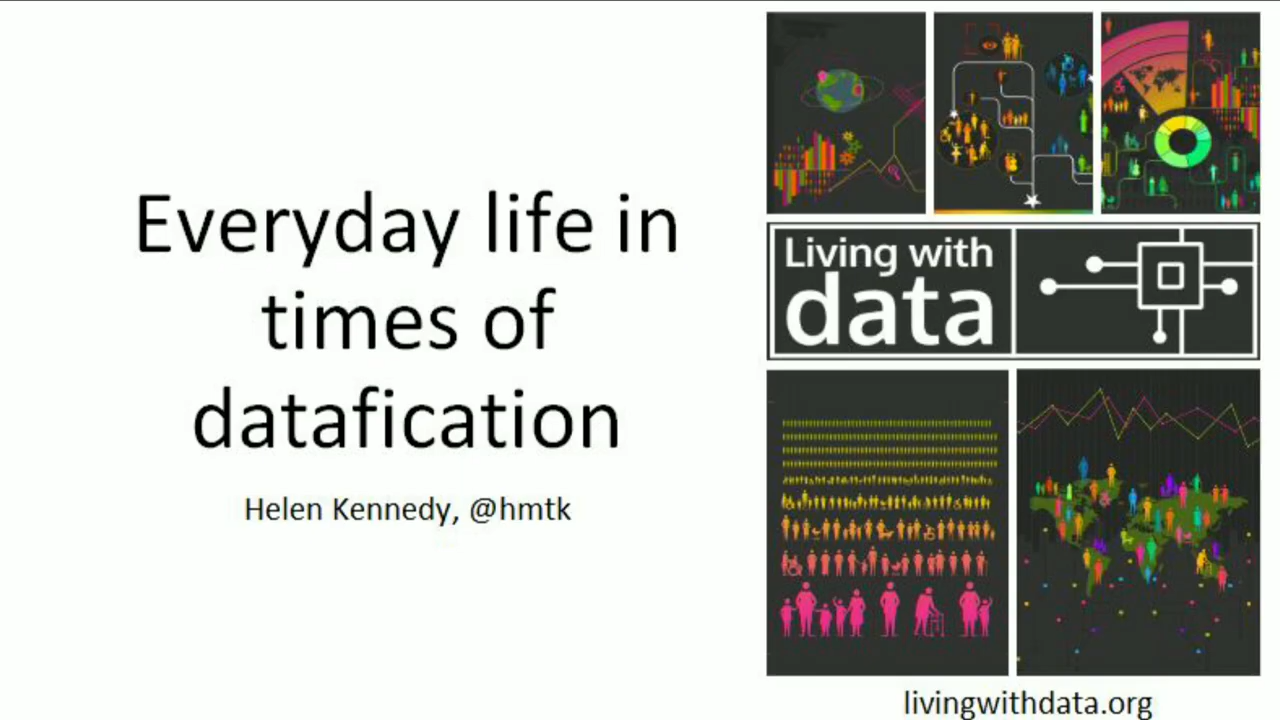 Everyday life in
times of
datafication
Helen Kennedy, @hmtk
Living with
data
livingwithdata.org